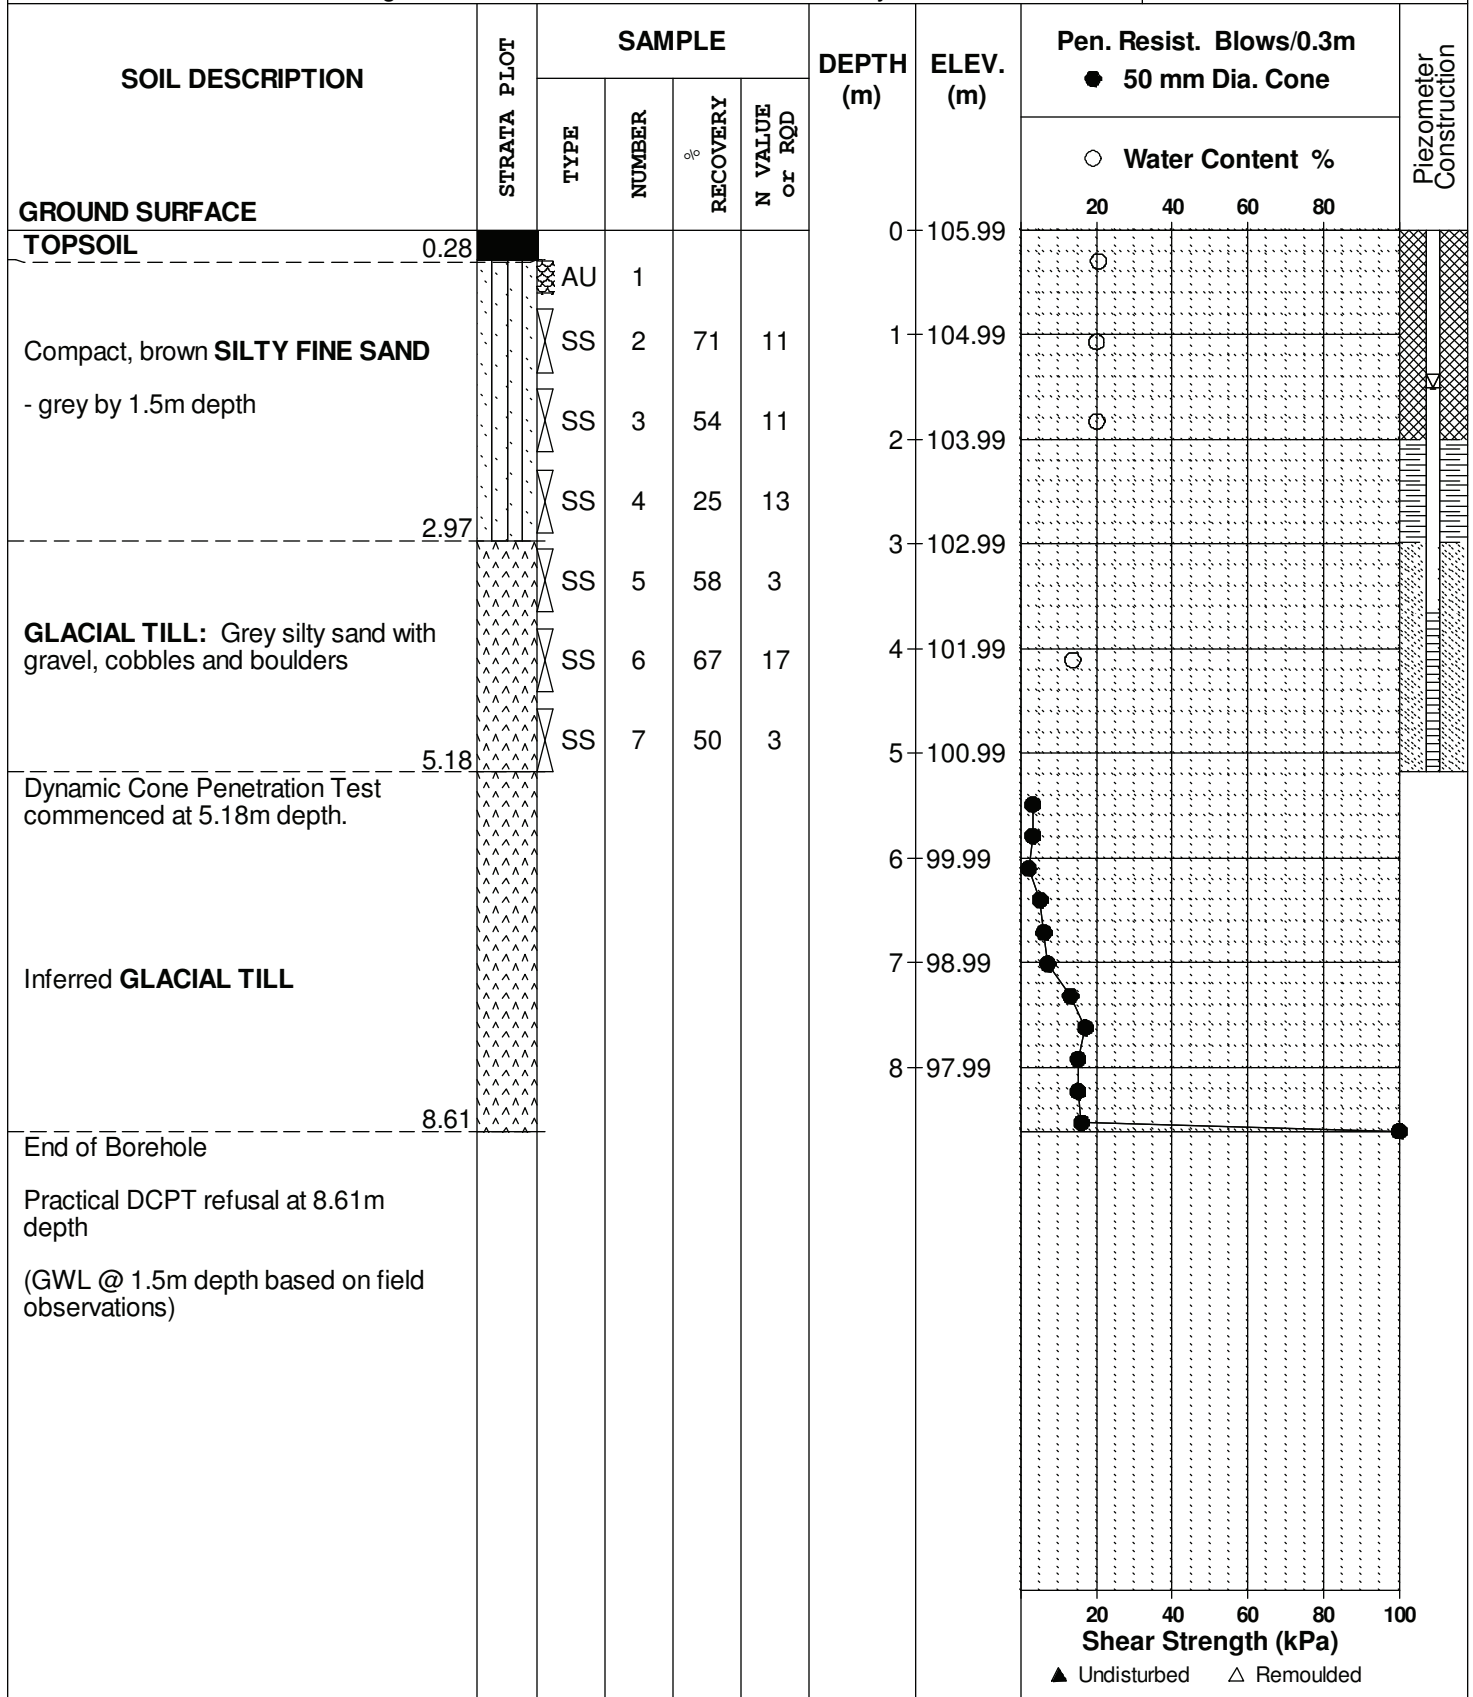 SOIL DESCRIPTION
STRATA PLOT
SAMPLE
TYPE
NUMBER
% RECOVERY
N VALUE or RQD
DEPTH (m)
ELEV. (m)
Pen. Resist. Blows/0.3m
● 50 mm Dia. Cone
○ Water Content %
Piezometer Construction
20 40 60 80
GROUND SURFACE
0 105.99
TOPSOIL 0.28
AU 1
Compact, brown SILTY FINE SAND
SS 2 71 11
1 104.99
- grey by 1.5m depth
SS 3 54 11
2 103.99
SS 4 25 13
2.97
3 102.99
SS 5 58 3
GLACIAL TILL: Grey silty sand with
gravel, cobbles and boulders
SS 6 67 17
4 101.99
SS 7 50 3
5 100.99
5.18
Dynamic Cone Penetration Test
commenced at 5.18m depth.
6 99.99
7 98.99
Inferred GLACIAL TILL
8 97.99
8.61
End of Borehole
Practical DCPT refusal at 8.61m
depth
(GWL @ 1.5m depth based on field
observations)
20 40 60 80 100
Shear Strength (kPa)
▲ Undisturbed △ Remoulded